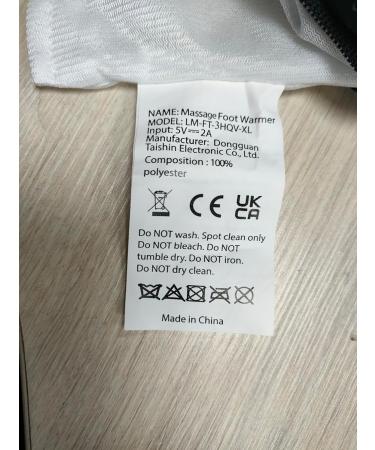 NAME: Massage Foot Warmer
MODEL: LM-FT-3HQV-XL
Input: 5V⎓2A
Manufacturer: Dongguan
Taishin Electronic Co., Ltd.
Composition : 100%
polyester
CE UK
CA
Do NOT wash. Spot clean only
Do NOT bleach. Do NOT
tumble dry. Do NOT iron.
Do NOT dry clean.
Made in China